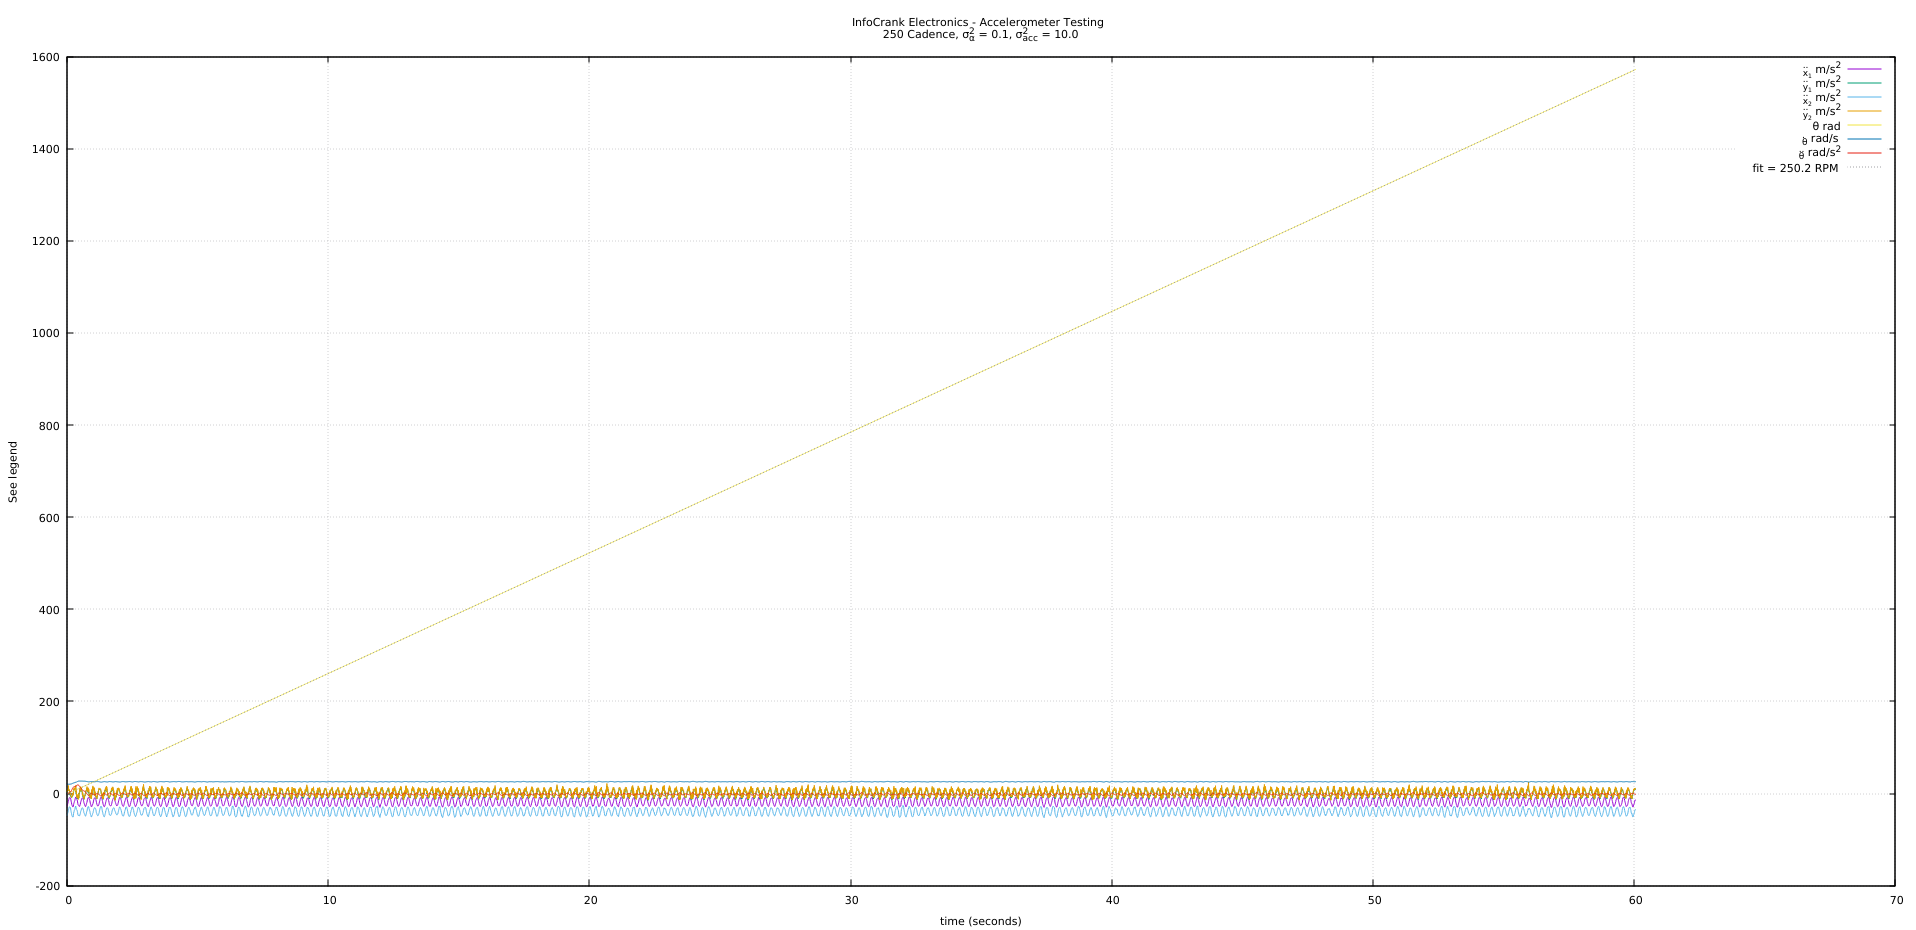 InfoCrank Electronics - Accelerometer Testing
250 Cadence, σ²α = 0.1, σ²acc = 10.0
1600
1400
1200
1000
800
600
400
200
0
-200
See legend
ẍ₁ m/s²
ÿ₁ m/s²
ẍ₂ m/s²
ÿ₂ m/s²
θ rad
θ̇ rad/s
θ̈ rad/s²
fit = 250.2 RPM
0 10 20 30 40 50 60 70
time (seconds)